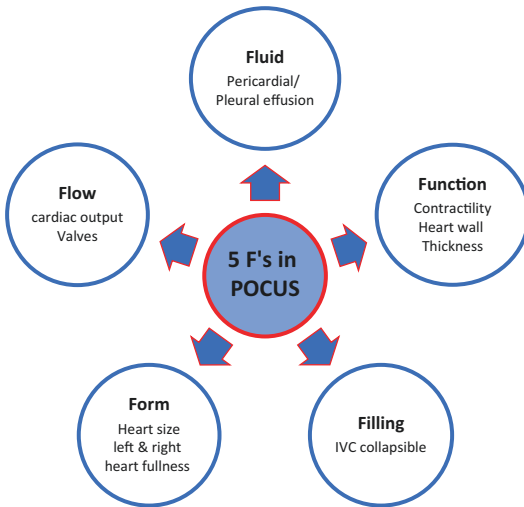 Fluid
Pericardial/
Pleural effusion
Flow
cardiac output
Valves
Function
Contractility
Heart wall
Thickness
5 F's in
POCUS
Form
Heart size
left & right
heart fullness
Filling
IVC collapsible